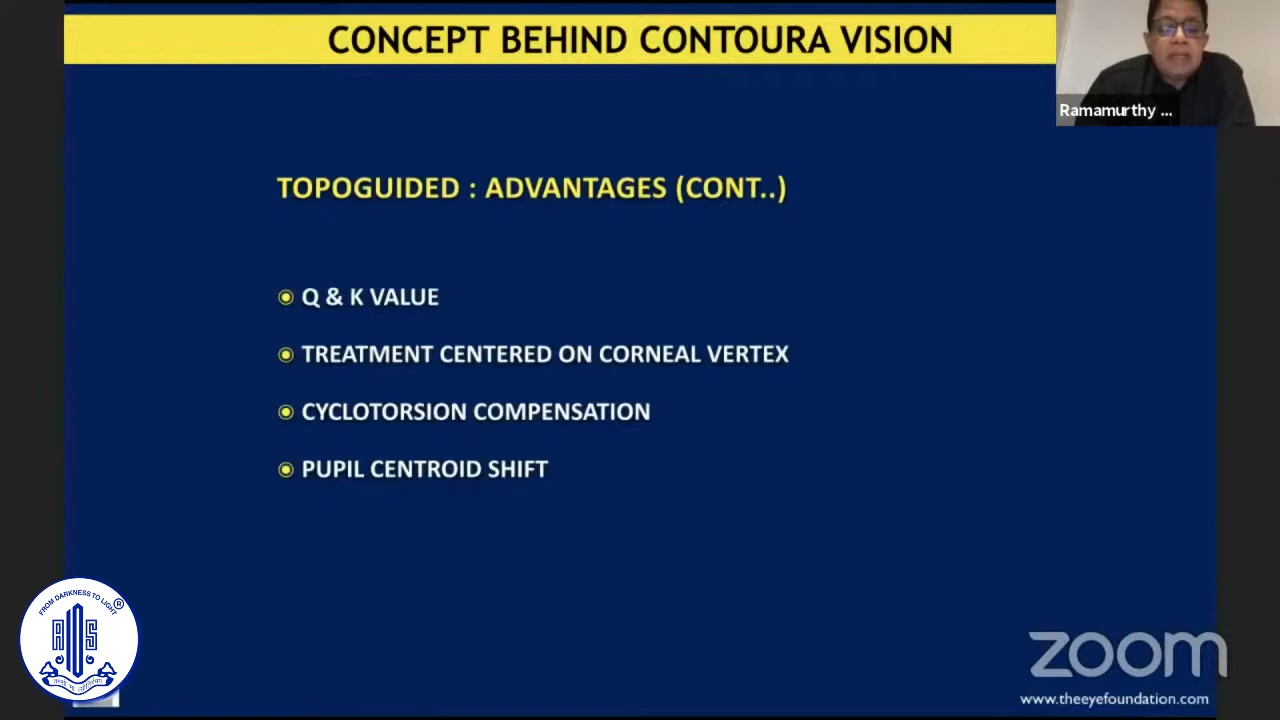 CONCEPT BEHIND CONTOURA VISION
Ramamurthy ...
TOPOGUIDED : ADVANTAGES (CONT..)
Q & K VALUE
TREATMENT CENTERED ON CORNEAL VERTEX
CYCLOTORSION COMPENSATION
PUPIL CENTROID SHIFT
FROM DARKNESS TO LIGHT ®
AIOS
zoom
www.theeyefoundation.com